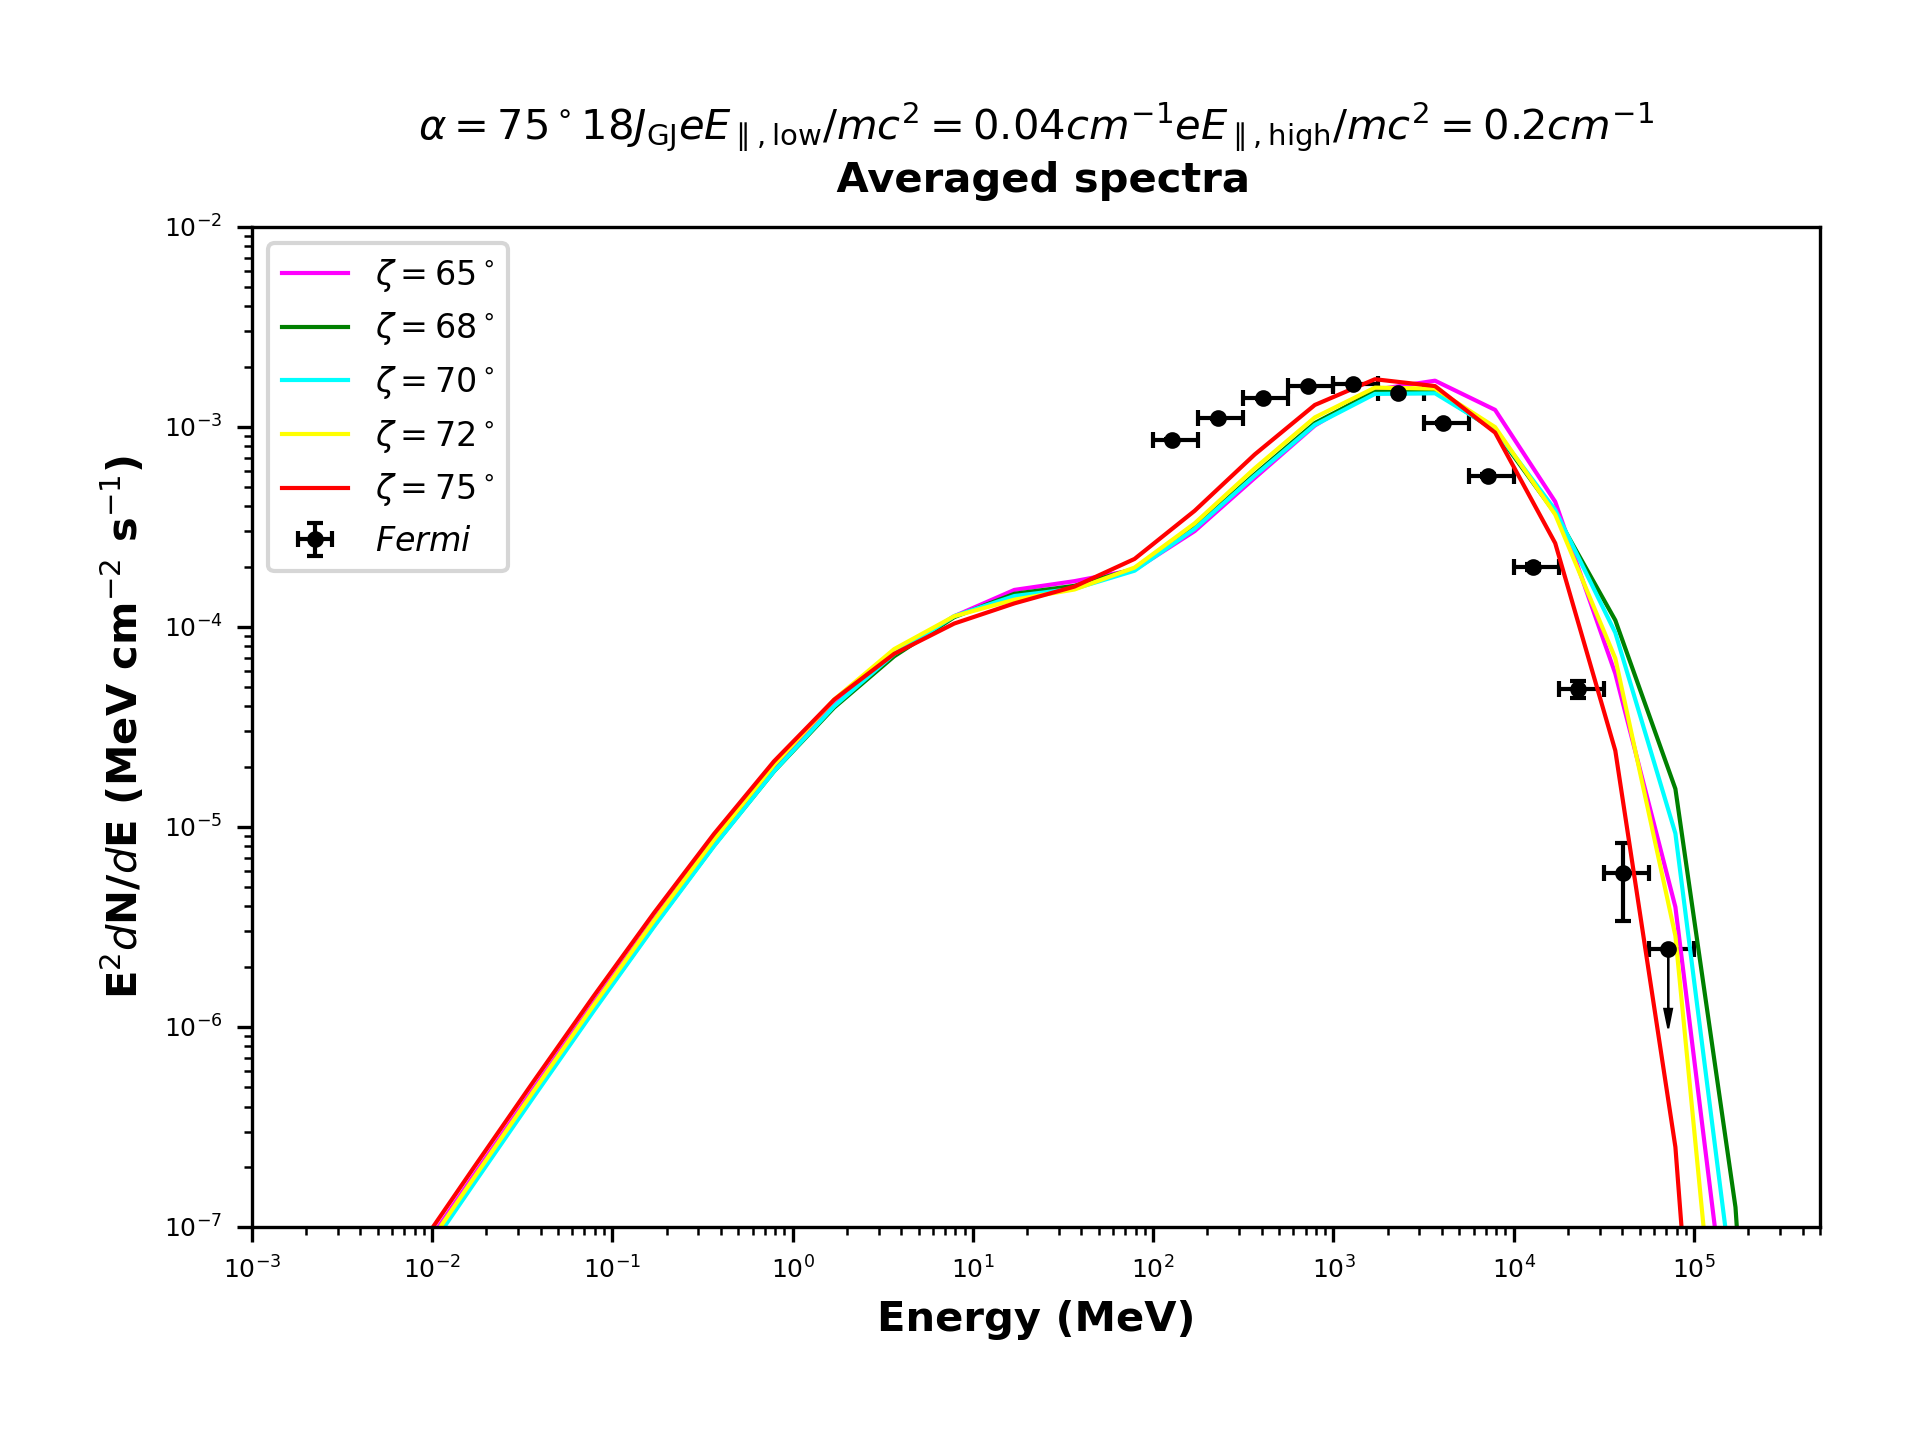 α = 75°18J_GJ eE_∥,low/mc² = 0.04cm⁻¹eE_∥,high/mc² = 0.2cm⁻¹
Averaged spectra
10⁻²
10⁻³
10⁻⁴
10⁻⁵
10⁻⁶
10⁻⁷
E²dN/dE (MeV cm⁻² s⁻¹)
ζ = 65°
ζ = 68°
ζ = 70°
ζ = 72°
ζ = 75°
Fermi
10⁻³ 10⁻² 10⁻¹ 10⁰ 10¹ 10² 10³ 10⁴ 10⁵
Energy (MeV)